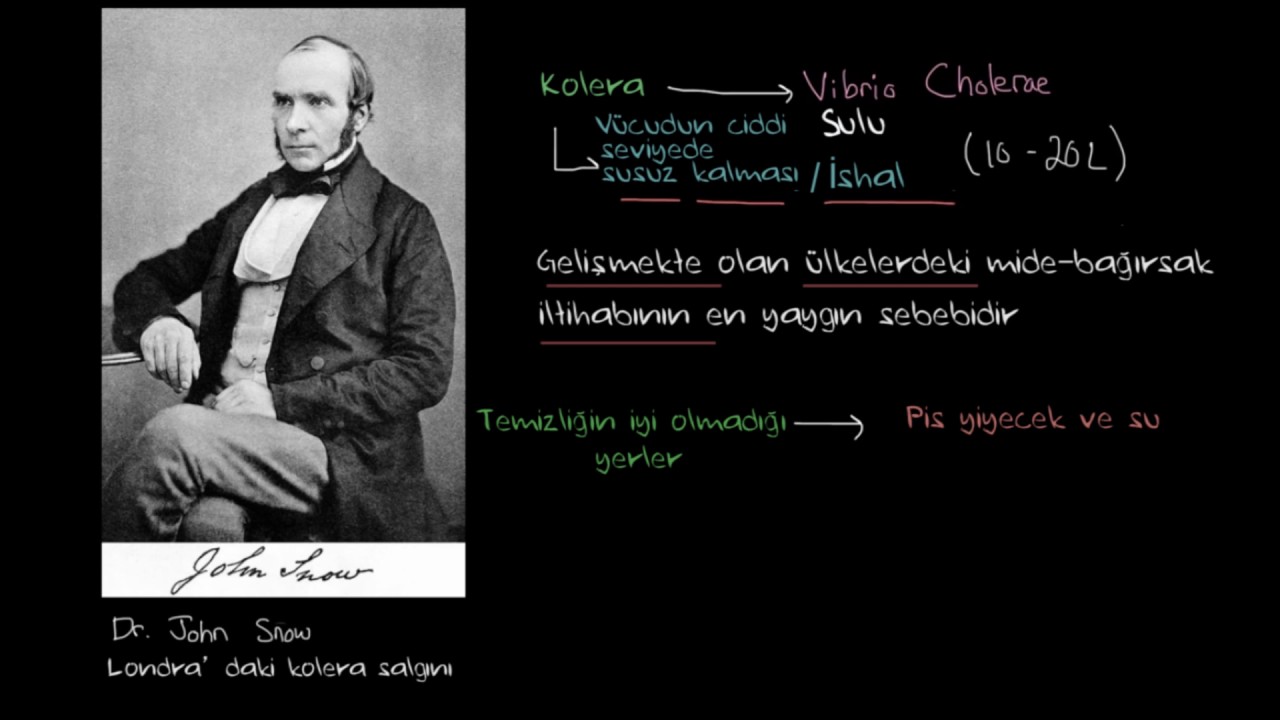 John Snow
Dr. John Snow
Londra' daki kolera salgını
Kolera → Vibrio Cholerae
Vücudun ciddi Sulu
seviyede (10-20L)
susuz kalması / İshal
Gelişmekte olan ülkelerdeki mide-bağırsak
iltihabının en yaygın sebebidir
Temizliğin iyi olmadığı → Pis yiyecek ve su
yerler